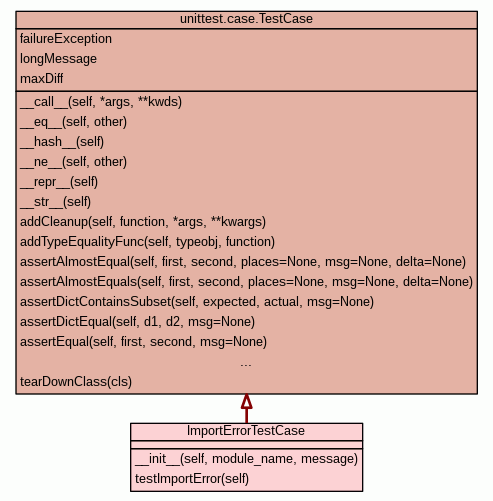 unittest.case.TestCase
failureException
longMessage
maxDiff
__call__(self, *args, **kwds)
__eq__(self, other)
__hash__(self)
__ne__(self, other)
__repr__(self)
__str__(self)
addCleanup(self, function, *args, **kwargs)
addTypeEqualityFunc(self, typeobj, function)
assertAlmostEqual(self, first, second, places=None, msg=None, delta=None)
assertAlmostEquals(self, first, second, places=None, msg=None, delta=None)
assertDictContainsSubset(self, expected, actual, msg=None)
assertDictEqual(self, d1, d2, msg=None)
assertEqual(self, first, second, msg=None)
...
tearDownClass(cls)
ImportErrorTestCase
__init__(self, module_name, message)
testImportError(self)